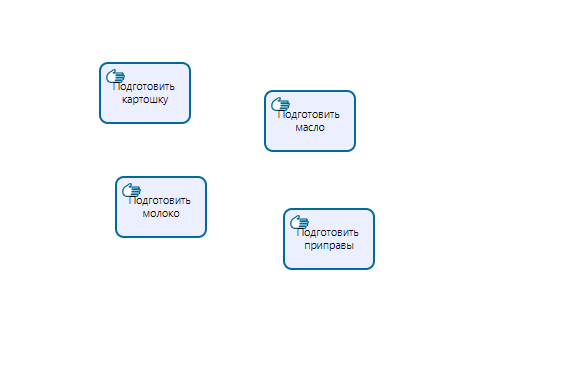 Подготовить
картошку
Подготовить
масло
Подготовить
молоко
Подготовить
приправы